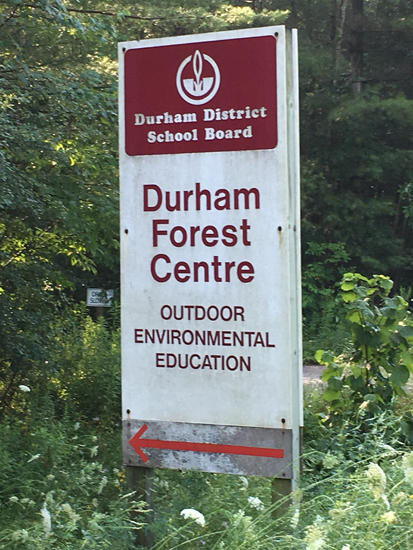 Durham District
School Board
Durham
Forest
Centre
OUTDOOR
ENVIRONMENTAL
EDUCATION